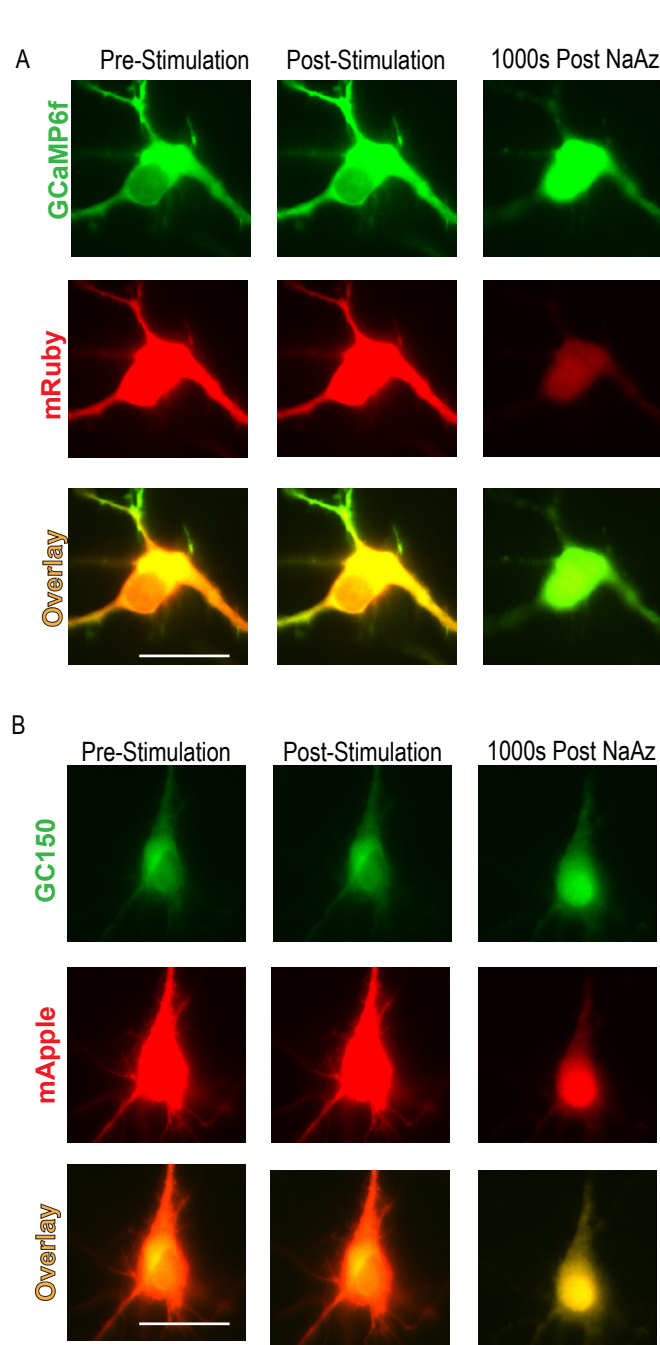 A
Pre-Stimulation
Post-Stimulation
1000s Post NaAz
GCaMP6f
mRuby
Overlay
B
Pre-Stimulation
Post-Stimulation
1000s Post NaAz
GC150
mApple
Overlay